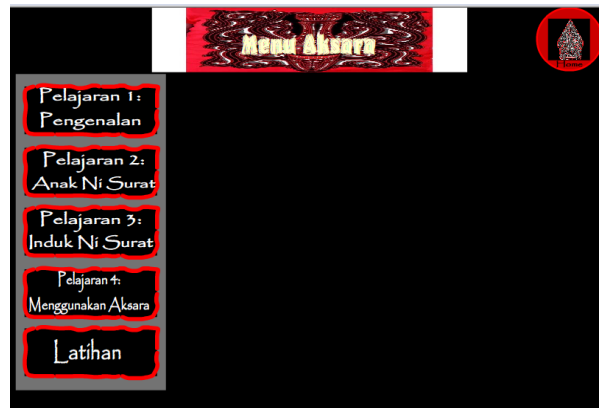 Menu Aksara
Home
Pelajaran 1:
Pengenalan
Pelajaran 2:
Anak Ni Surat
Pelajaran 3:
Induk Ni Surat
Pelajaran 4:
Menggunakan Aksara
Latihan